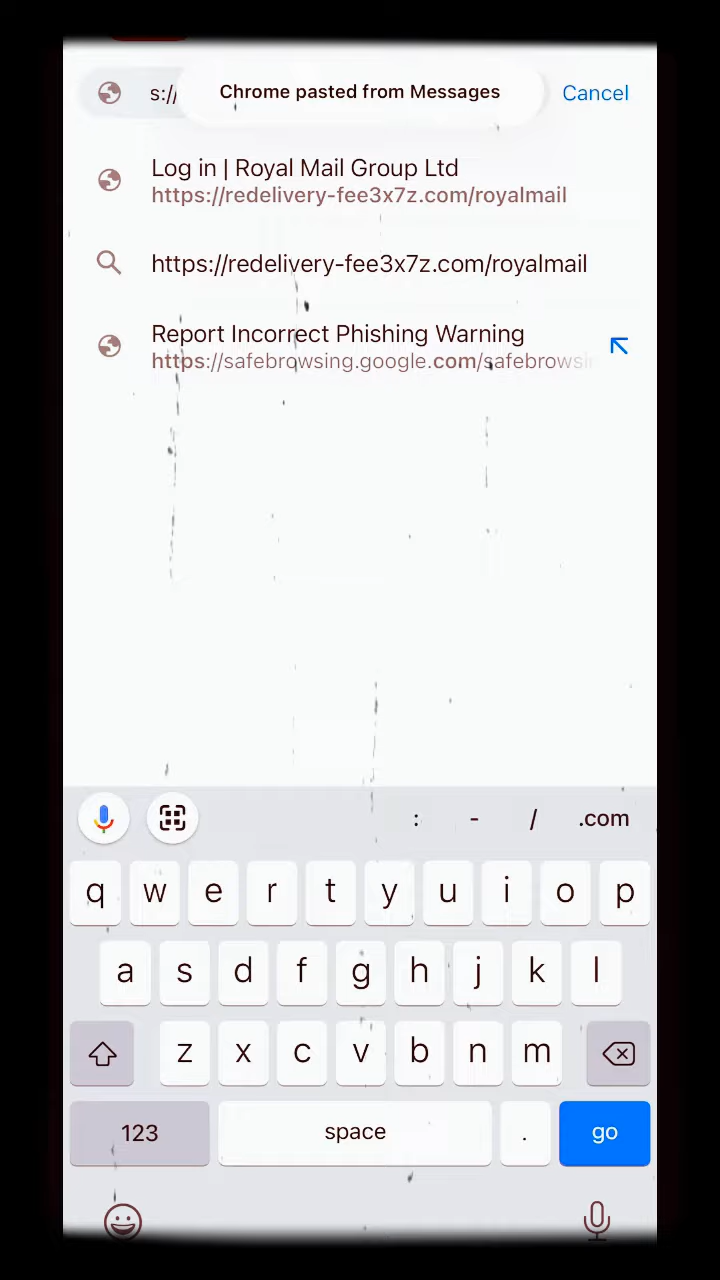 s://
Chrome pasted from Messages
Cancel
Log in | Royal Mail Group Ltd
https://redelivery-fee3x7z.com/royalmail
https://redelivery-fee3x7z.com/royalmail
Report Incorrect Phishing Warning
https://safebrowsing.google.com/safebrowsin
: - / .com
q w e r t y u i o p
a s d f g h j k l
z x c v b n m
123 space . go